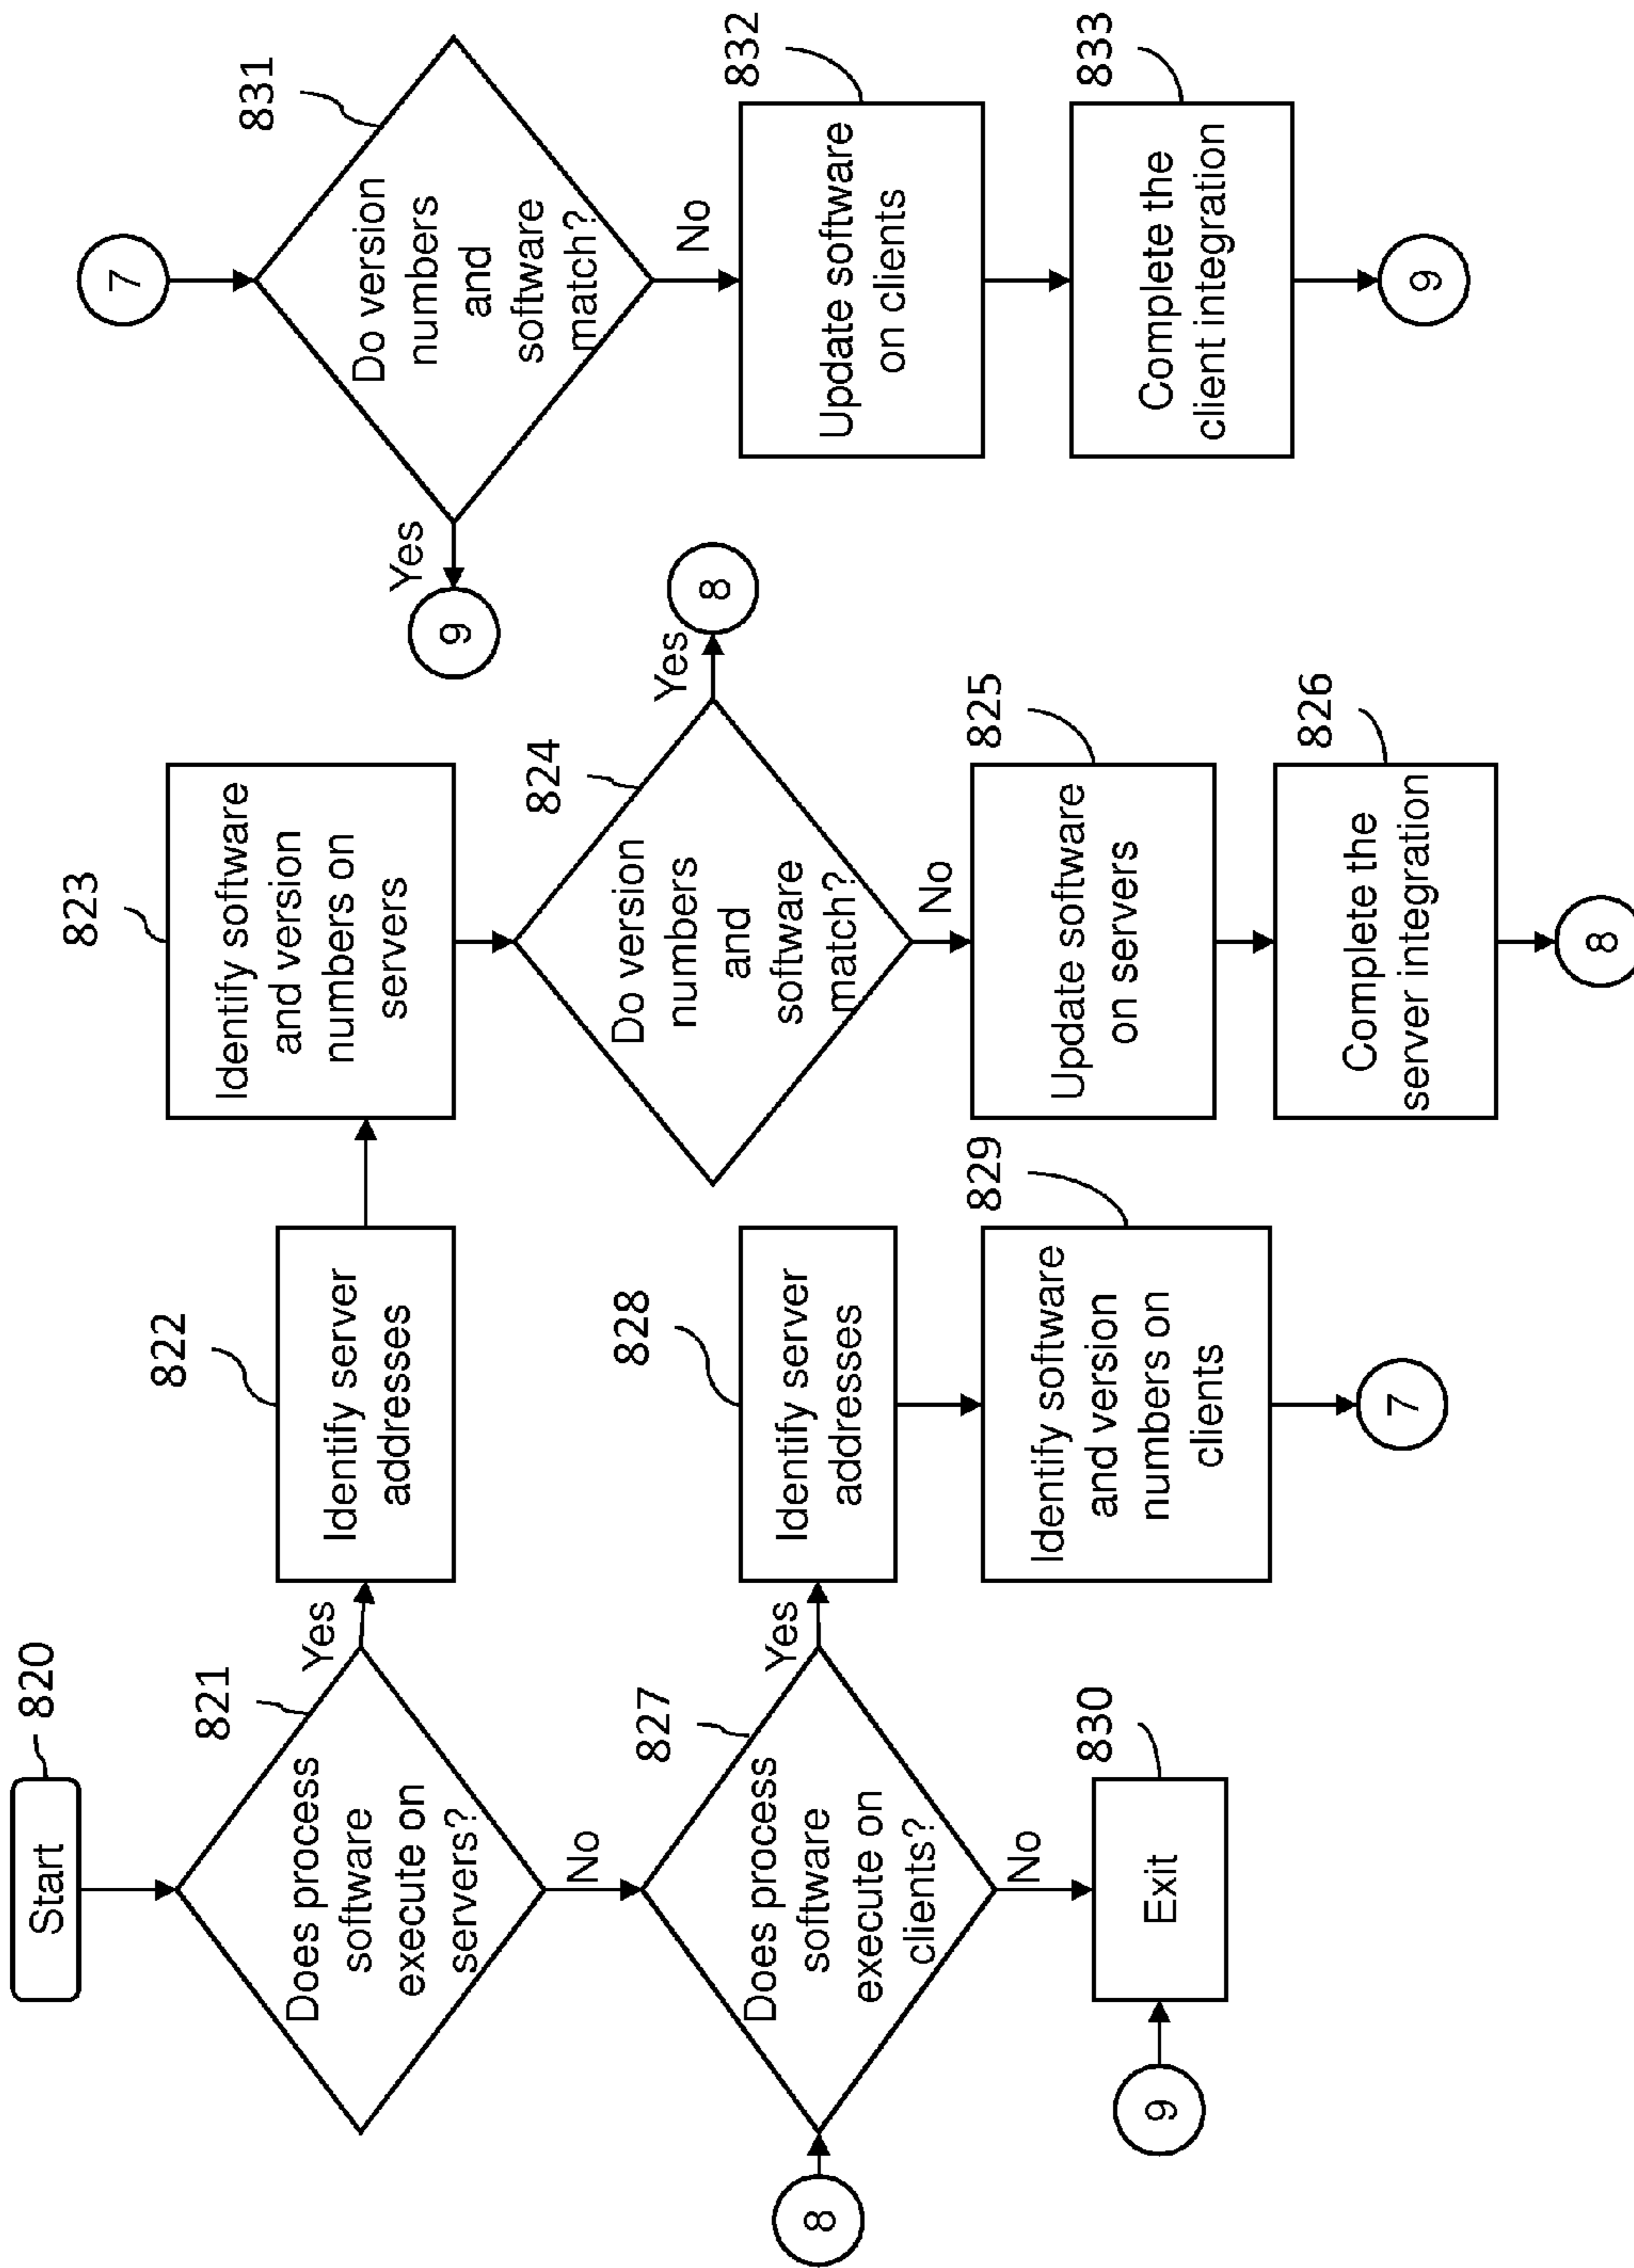 820
Start
821
Does process
software
execute on
servers?
Yes
No
822
Identify server
addresses
823
Identify software
and version
numbers on
servers
824
Do version
numbers
and
software
match?
Yes
8
No
825
Update software
on servers
826
Complete the
server integration
8
8
827
Does process
software
execute on
clients?
Yes
No
828
Identify server
addresses
829
Identify software
and version
numbers on
clients
7
9
830
Exit
7
831
Do version
numbers
and
software
match?
Yes
9
No
832
Update software
on clients
833
Complete the
client integration
9